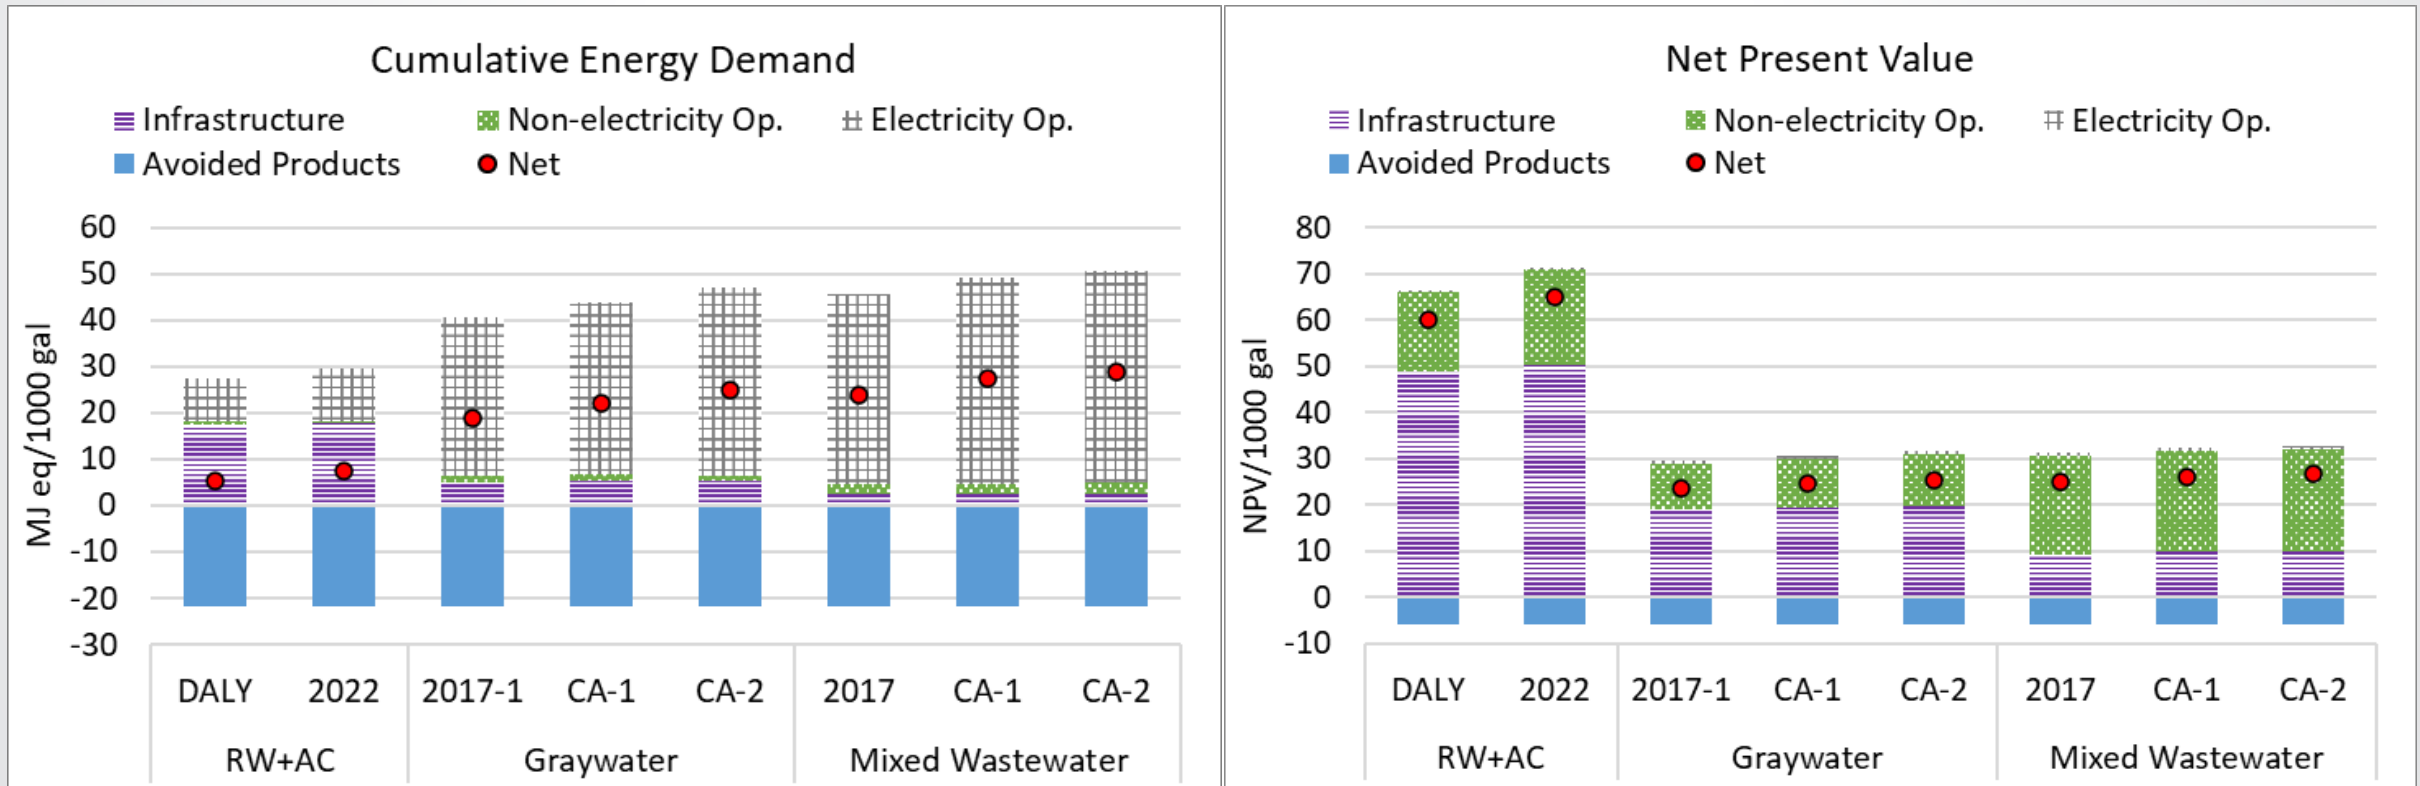 Cumulative Energy Demand
Infrastructure Non-electricity Op. Electricity Op.
Avoided Products Net
MJ eq/1000 gal
60
50
40
30
20
10
0
-10
-20
-30
DALY 2022 2017-1 CA-1 CA-2 2017 CA-1 CA-2
RW+AC Graywater Mixed Wastewater
Net Present Value
Infrastructure Non-electricity Op. Electricity Op.
Avoided Products Net
NPV/1000 gal
80
70
60
50
40
30
20
10
0
-10
DALY 2022 2017-1 CA-1 CA-2 2017 CA-1 CA-2
RW+AC Graywater Mixed Wastewater